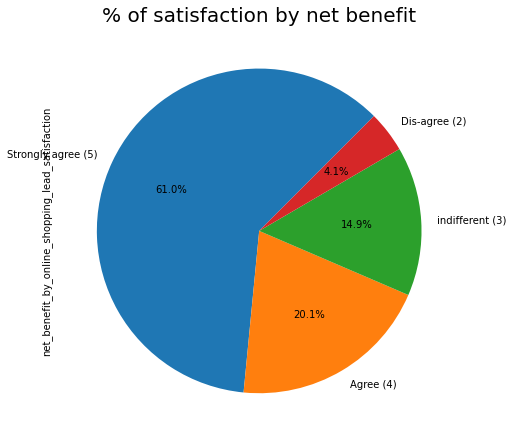 % of satisfaction by net benefit
Dis-agree (2)
Strongly agree (5)
4.1%
61.0%
indifferent (3)
14.9%
20.1%
Agree (4)
net_benefit_by_online_shopping_lead_satisfaction